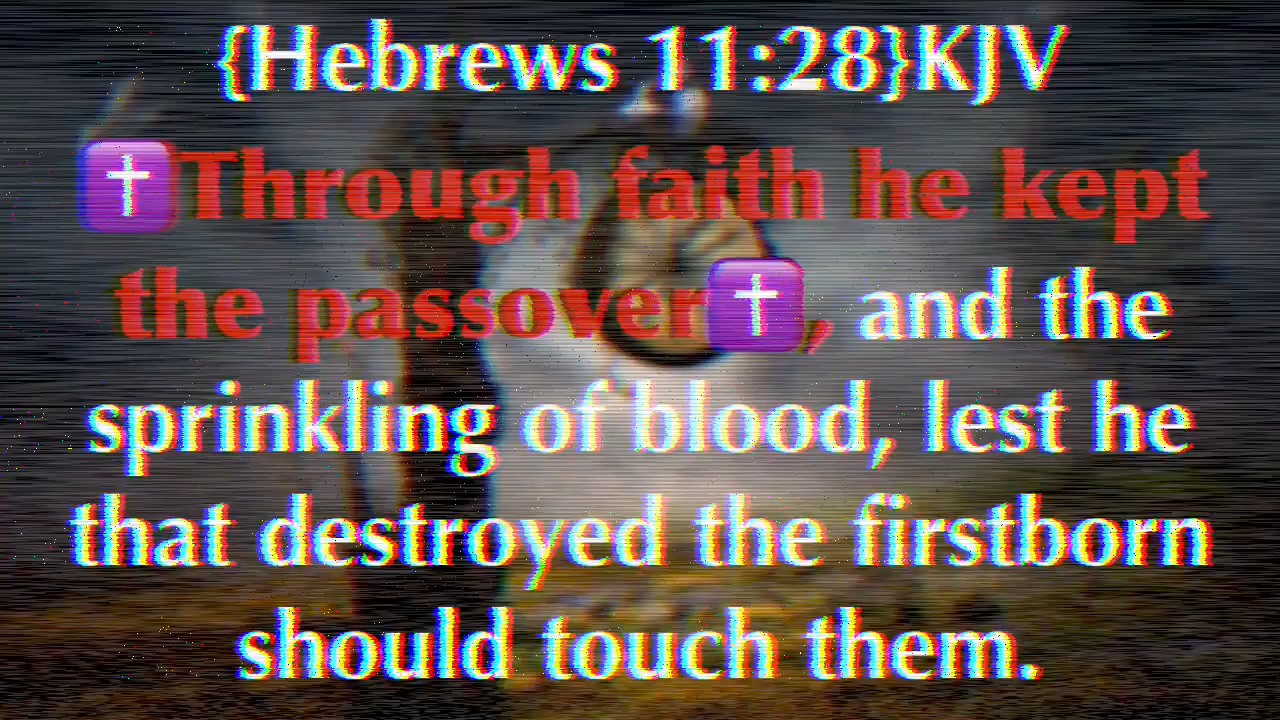 {Hebrews 11:28}KJV
✝️Through faith he kept
the passover✝️, and the
sprinkling of blood, lest he
that destroyed the firstborn
should touch them.